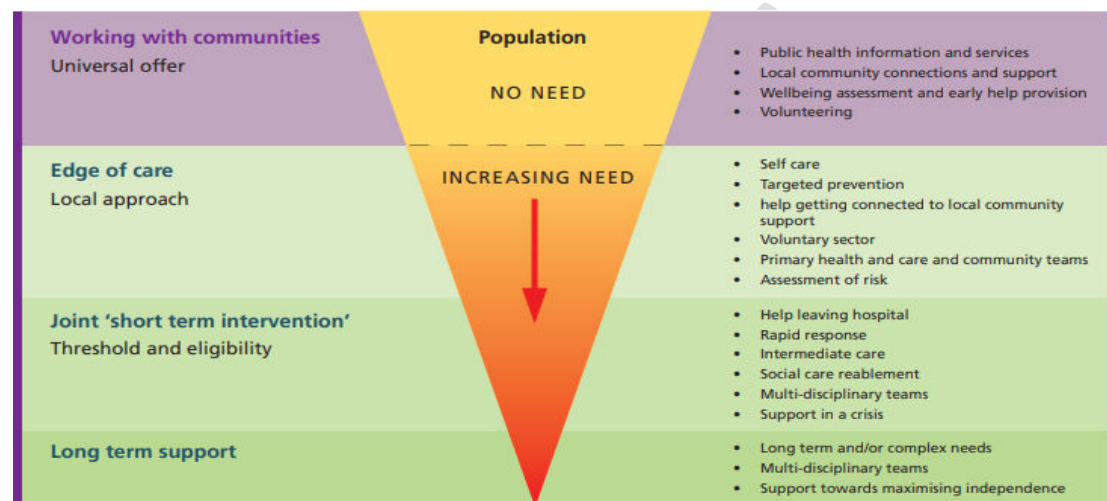 Working with communities
Universal offer
Population
NO NEED
• Public health information and services
• Local community connections and support
• Wellbeing assessment and early help provision
• Volunteering
Edge of care
Local approach
INCREASING NEED
• Self care
• Targeted prevention
• help getting connected to local community
support
• Voluntary sector
• Primary health and care and community teams
• Assessment of risk
Joint ‘short term intervention’
Threshold and eligibility
• Help leaving hospital
• Rapid response
• Intermediate care
• Social care reablement
• Multi-disciplinary teams
• Support in a crisis
Long term support
• Long term and/or complex needs
• Multi-disciplinary teams
• Support towards maximising independence